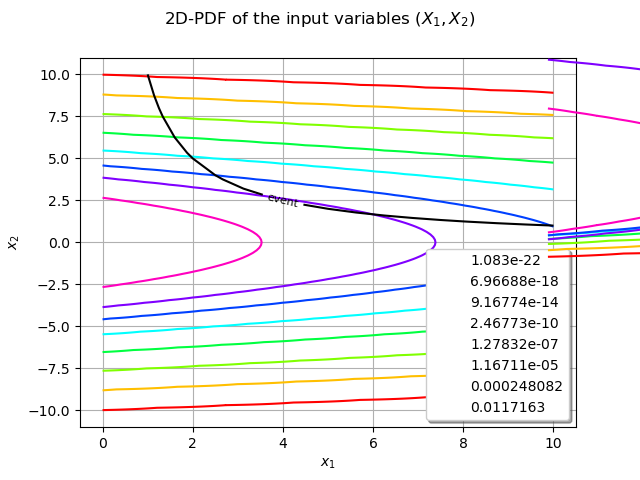 2D-PDF of the input variables (X₁, X₂)
10.0
7.5
5.0
2.5
0.0
−2.5
−5.0
−7.5
−10.0
x₂
event
1.083e-22
6.96688e-18
9.16774e-14
2.46773e-10
1.27832e-07
1.16711e-05
0.000248082
0.0117163
0 2 4 6 8 10
x₁